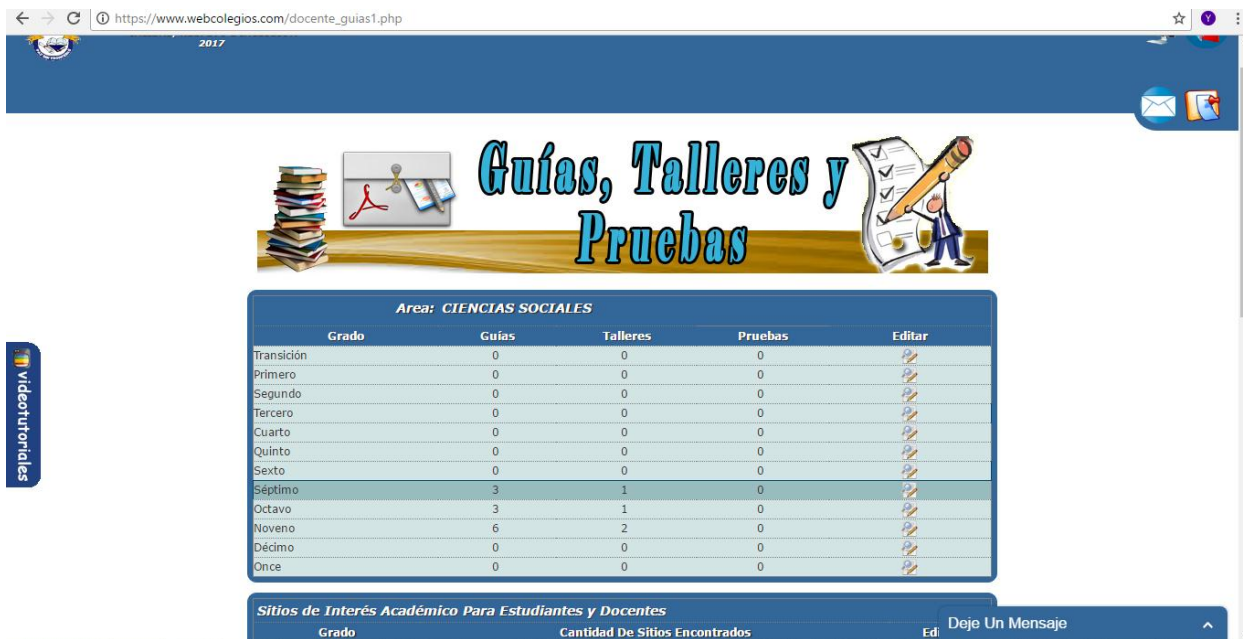 https://www.webcolegios.com/docente_guias1.php
Y
2017
Guías, Talleres y
Pruebas
videotutoriales
Area: CIENCIAS SOCIALES
Grado Guías Talleres Pruebas Editar
Transición 0 0 0
Primero 0 0 0
Segundo 0 0 0
Tercero 0 0 0
Cuarto 0 0 0
Quinto 0 0 0
Sexto 0 0 0
Séptimo 3 1 0
Octavo 3 1 0
Noveno 6 2 0
Décimo 0 0 0
Once 0 0 0
Sitios de Interés Académico Para Estudiantes y Docentes
Grado Cantidad De Sitios Encontrados Edi
Deje Un Mensaje